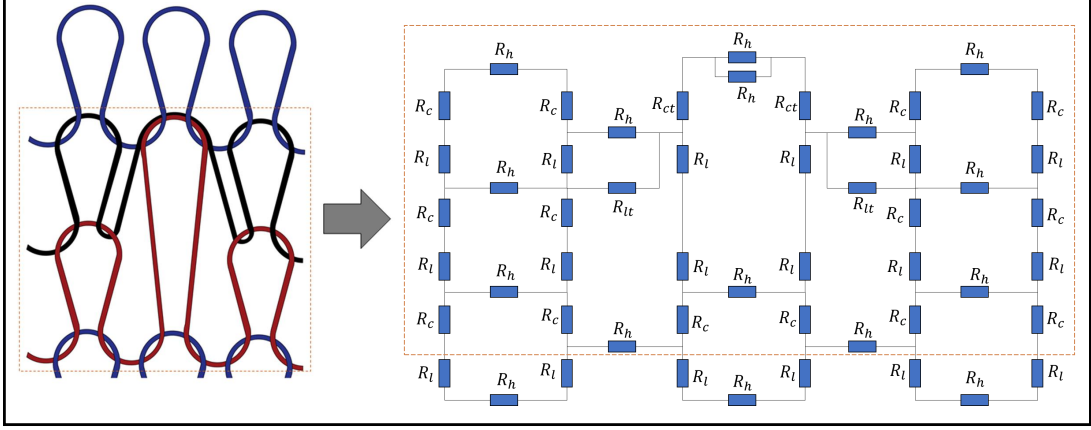 R_h R_h R_h
R_c R_c R_ct R_h R_ct R_c R_c
R_h R_h
R_l R_l R_l R_l R_l R_l
R_h R_h
R_c R_c R_lt R_lt R_c R_c
R_l R_h R_l R_l R_h R_l R_l R_h R_l
R_c R_c R_h R_c R_c R_h R_c R_c
R_l R_h R_l R_l R_h R_l R_l R_h R_l